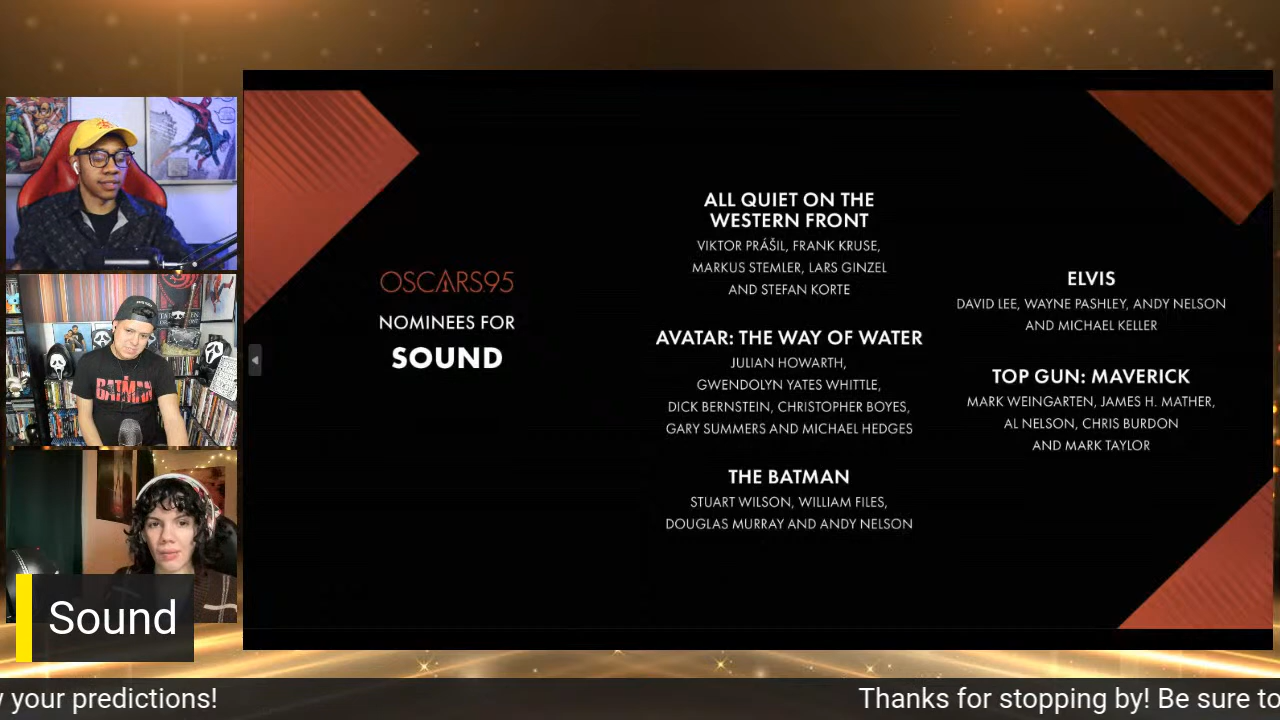 OSCARS95
NOMINEES FOR
SOUND
ALL QUIET ON THE
WESTERN FRONT
VIKTOR PRÁŠIL, FRANK KRUSE,
MARKUS STEMLER, LARS GINZEL
AND STEFAN KORTE
AVATAR: THE WAY OF WATER
JULIAN HOWARTH,
GWENDOLYN YATES WHITTLE,
DICK BERNSTEIN, CHRISTOPHER BOYES,
GARY SUMMERS AND MICHAEL HEDGES
THE BATMAN
STUART WILSON, WILLIAM FILES,
DOUGLAS MURRAY AND ANDY NELSON
ELVIS
DAVID LEE, WAYNE PASHLEY, ANDY NELSON
AND MICHAEL KELLER
TOP GUN: MAVERICK
MARK WEINGARTEN, JAMES H. MATHER,
AL NELSON, CHRIS BURDON
AND MARK TAYLOR
BATMAN
Sound
your predictions!
Thanks for stopping by! Be sure to